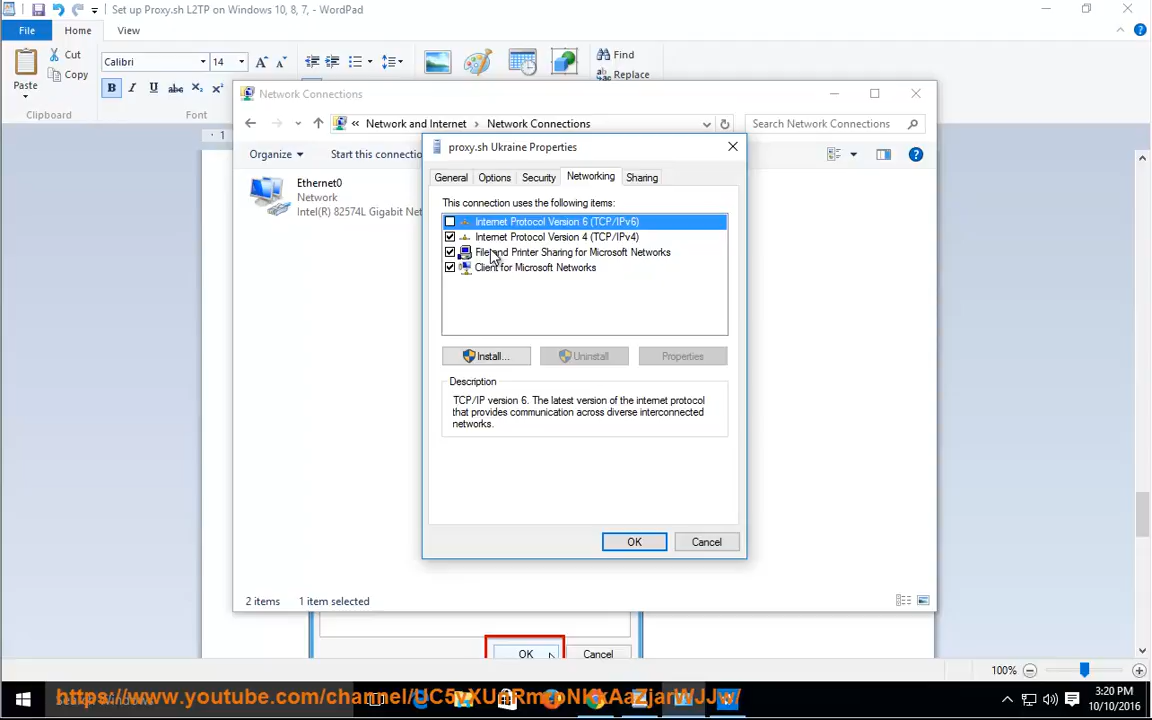 Set up Proxy.sh L2TP on Windows 10, 8, 7, - WordPad
File
Home
View
Paste
Cut
Copy
Clipboard
Calibri
14
B I U abc X₂ X²
Font
Find
Replace
1
Network Connections
« Network and Internet > Network Connections
Search Network Connections
Organize
Start this connectio
Ethernet0
Network
Intel(R) 82574L Gigabit Net
proxy.sh Ukraine Properties
General
Options
Security
Networking
Sharing
This connection uses the following items:
Internet Protocol Version 6 (TCP/IPv6)
Internet Protocol Version 4 (TCP/IPv4)
File and Printer Sharing for Microsoft Networks
Client for Microsoft Networks
Install...
Uninstall
Properties
Description
TCP/IP version 6. The latest version of the internet protocol
that provides communication across diverse interconnected
networks.
OK
Cancel
2 items
1 item selected
OK
Cancel
100%
Search Windows
3:20 PM
10/10/2016